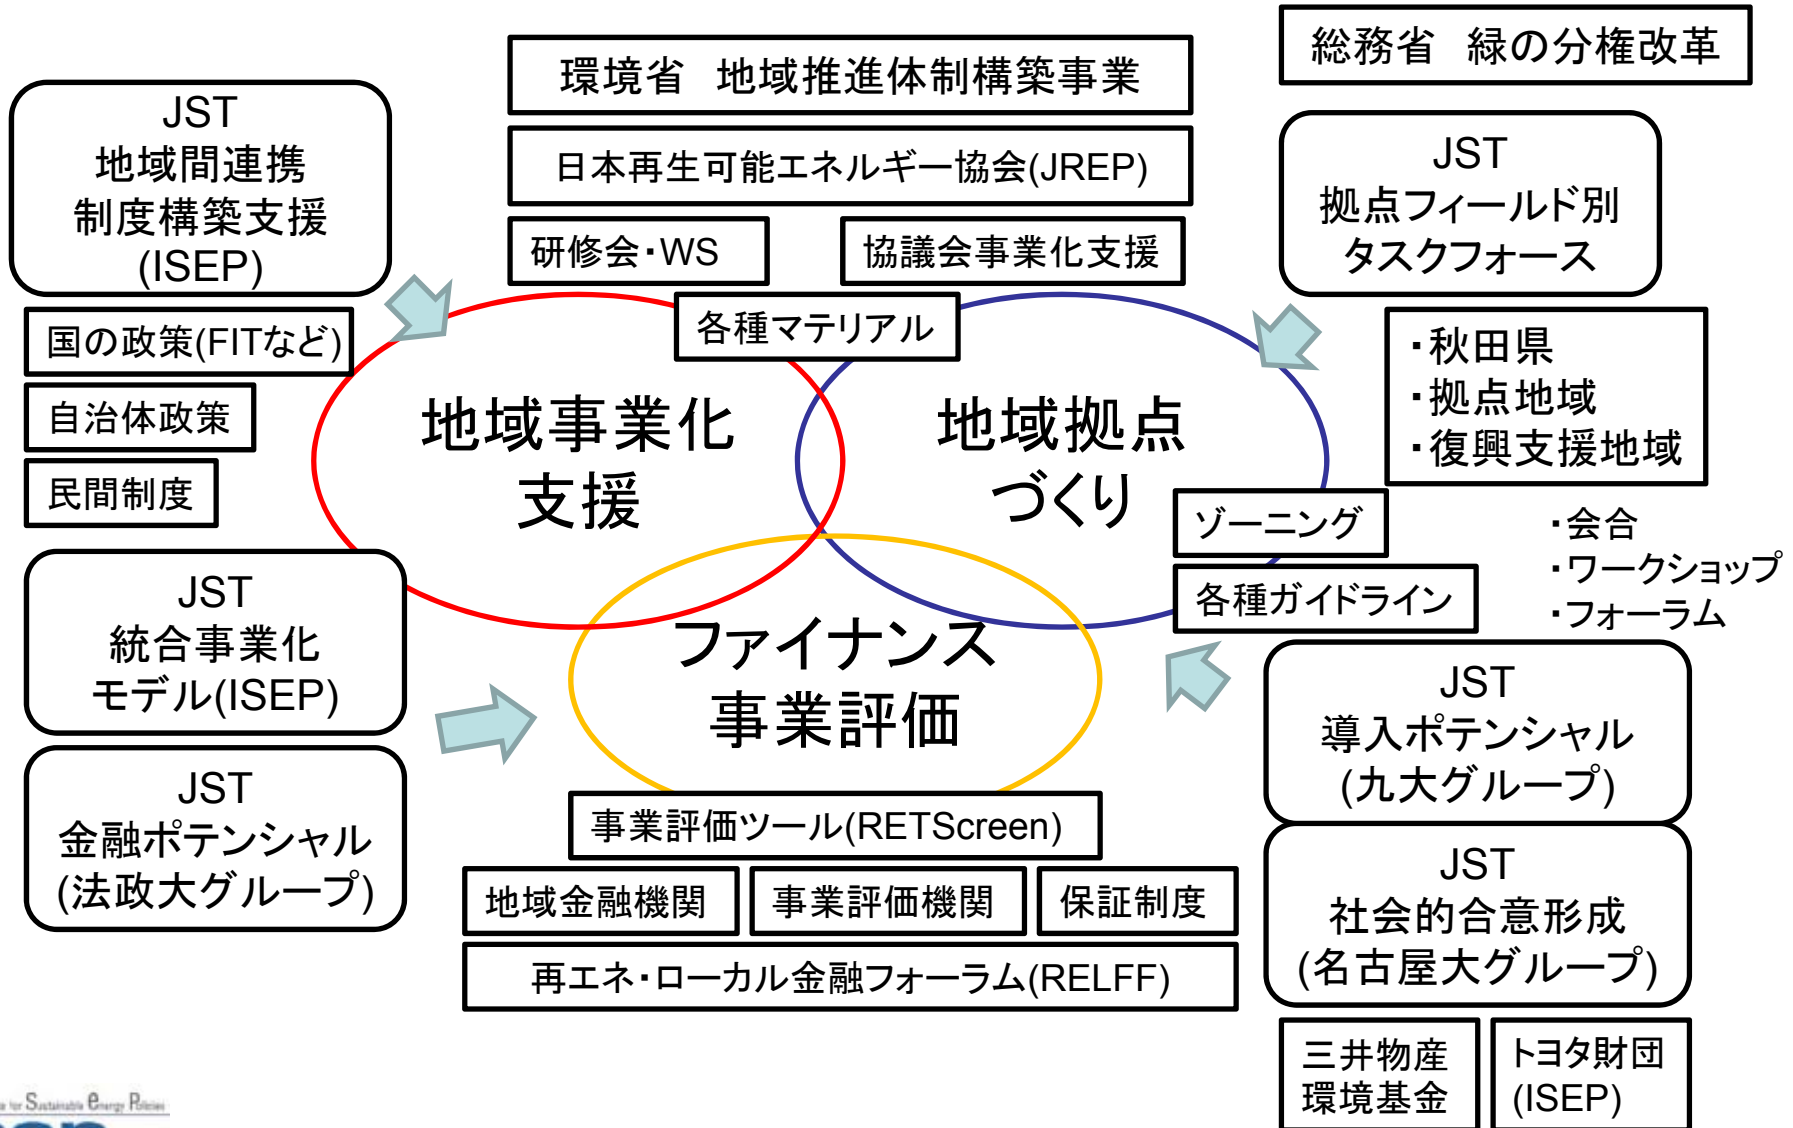 総務省　緑の分権改革
環境省　地域推進体制構築事業
日本再生可能エネルギー協会(JREP)
研修会・WS
協議会事業化支援
各種マテリアル
JST
地域間連携
制度構築支援
(ISEP)
国の政策(FITなど)
自治体政策
民間制度
JST
拠点フィールド別
タスクフォース
・秋田県
・拠点地域
・復興支援地域
・会合
・ワークショップ
・フォーラム
地域事業化
支援
地域拠点
づくり
ゾーニング
各種ガイドライン
ファイナンス
事業評価
JST
統合事業化
モデル(ISEP)
JST
金融ポテンシャル
(法政大グループ)
事業評価ツール(RETScreen)
地域金融機関
事業評価機関
保証制度
再エネ・ローカル金融フォーラム(RELFF)
JST
導入ポテンシャル
(九大グループ)
JST
社会的合意形成
(名古屋大グループ)
三井物産
環境基金
トヨタ財団
(ISEP)
for Sustainable Energy Policies